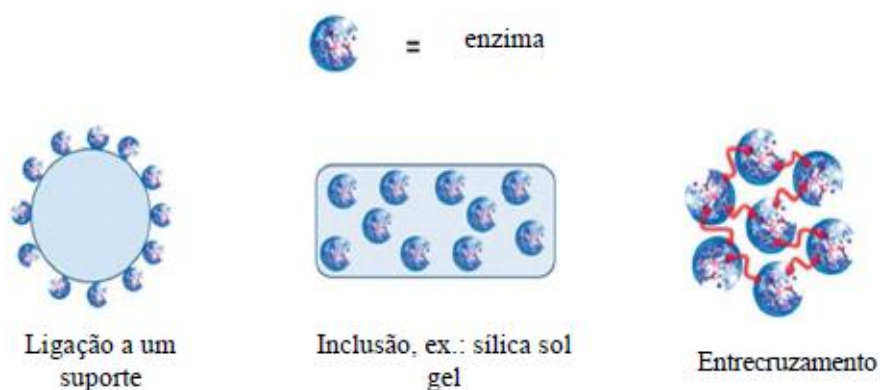 = enzima
Ligação a um
suporte
Inclusão, ex.: sílica sol
gel
Entrecruzamento